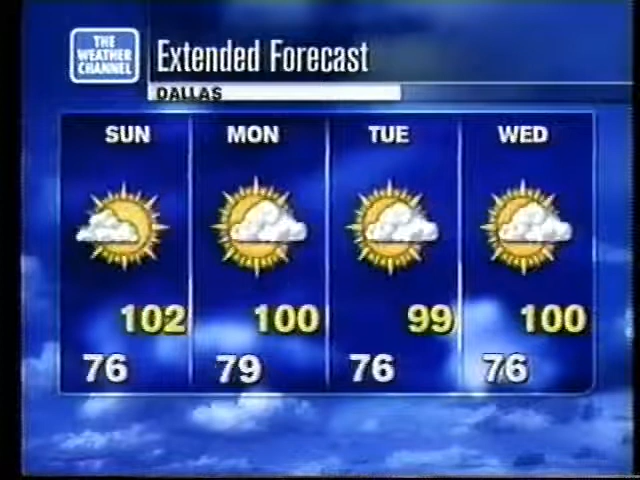 THE
WEATHER
CHANNEL
Extended Forecast
DALLAS
SUN MON TUE WED
102 100 99 100
76 79 76 76